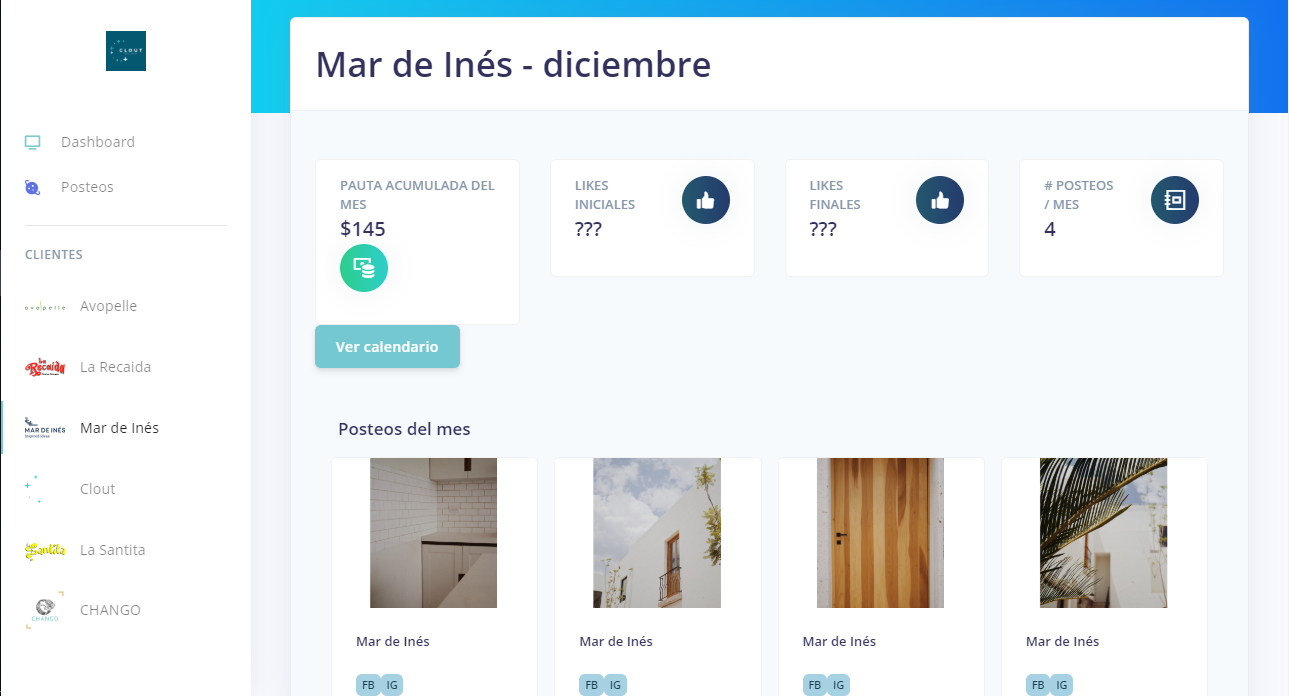 CLOUT
Dashboard
Posteos
CLIENTES
avopelle
Avopelle
La Recaida
La Recaida
MAR DE INÉS
Mar de Inés
Clout
Santita
La Santita
CHANGO
CHANGO
Mar de Inés - diciembre
PAUTA ACUMULADA DEL
MES
$145
LIKES
INICIALES
???
LIKES
FINALES
???
# POSTEOS
/ MES
4
Ver calendario
Posteos del mes
Mar de Inés
FB IG
Mar de Inés
FB IG
Mar de Inés
FB IG
Mar de Inés
FB IG